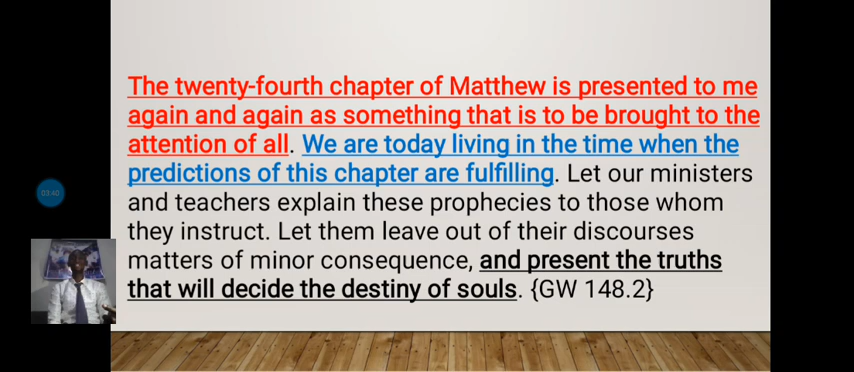 The twenty-fourth chapter of Matthew is presented to me
again and again as something that is to be brought to the
attention of all. We are today living in the time when the
predictions of this chapter are fulfilling. Let our ministers
and teachers explain these prophecies to those whom
they instruct. Let them leave out of their discourses
matters of minor consequence, and present the truths
that will decide the destiny of souls. {GW 148.2}
03:40